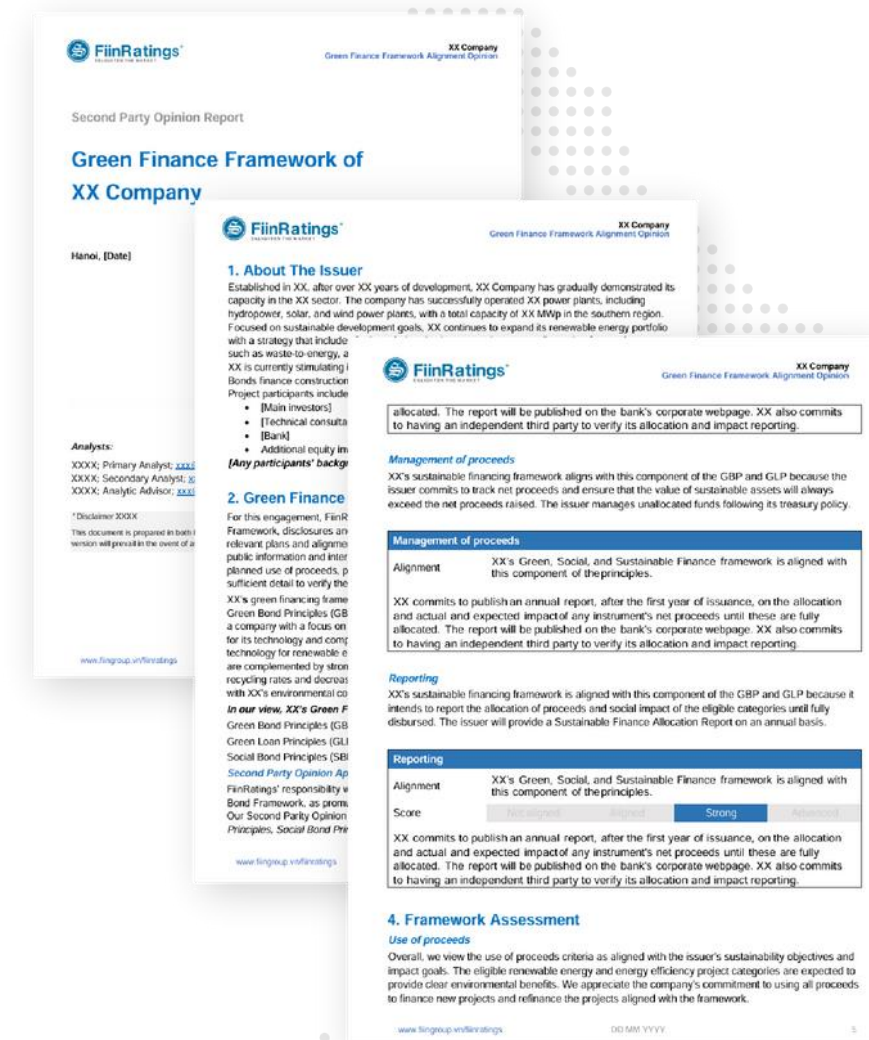 FiinRatings
XX Company
Green Finance Framework Alignment Opinion
Second Party Opinion Report
Green Finance Framework of
XX Company
Hanoi, [Date]
Analysts:
XXXX; Primary Analyst;
XXXX; Secondary Analyst;
XXXX; Analytic Advisor;
* Disclaimer XXXX
This document is prepared in both
version will prevail in the event of
www.fiingroup.vn/fiinratings
FiinRatings
XX Company
Green Finance Framework Alignment Opinion
1. About The Issuer
Established in XX, after over XX years of development, XX Company has gradually demonstrated its
capacity in the XX sector. The company has successfully operated XX power plants, including
hydropower, solar, and wind power plants, with a total capacity of XX MWp in the southern region.
Focused on sustainable development goals, XX continues to expand its renewable energy portfolio
with a strategy that include
such as waste-to-energy, a
XX is currently stimulating
Bonds finance construction
Project participants include
• [Main investors]
• [Technical consulta
• [Bank]
• Additional equity
[Any participants' backgr
2. Green Finance
For this engagement, FiinR
Framework, disclosures an
relevant plans and alignme
public information and inter
planned use of proceeds, p
sufficient detail to verify the
XX's green financing frame
Green Bond Principles (GB
a company with a focus on
for its technology and comp
technology for renewable e
are complemented by stron
recycling rates and decreas
with XX's environmental co
In our view, XX's Green F
Green Bond Principles (GB
Green Loan Principles (GL
Social Bond Principles (SB
Second Party Opinion Ap
FiinRatings' responsibility w
Bond Framework, as prom
Our Second Party Opinion
Principles, Social Bond Prin
www.fiingroup.vn/fiinratings
FiinRatings
XX Company
Green Finance Framework Alignment Opinion
allocated. The report will be published on the bank's corporate webpage. XX also commits
to having an independent third party to verify its allocation and impact reporting.
Management of proceeds
XX's sustainable financing framework aligns with this component of the GBP and GLP because the
issuer commits to track net proceeds and ensure that the value of sustainable assets will always
exceed the net proceeds raised. The issuer manages unallocated funds following its treasury policy.
Management of proceeds
Alignment XX's Green, Social, and Sustainable Finance framework is aligned with
this component of theprinciples.
XX commits to publish an annual report, after the first year of issuance, on the allocation
and actual and expected impactof any instrument's net proceeds until these are fully
allocated. The report will be published on the bank's corporate webpage. XX also commits
to having an independent third party to verify its allocation and impact reporting.
Reporting
XX's sustainable financing framework is aligned with this component of the GBP and GLP because it
intends to report the allocation of proceeds and social impact of the eligible categories until fully
disbursed. The issuer will provide a Sustainable Finance Allocation Report on an annual basis.
Reporting
Alignment XX's Green, Social, and Sustainable Finance framework is aligned with
this component of theprinciples.
Score Not aligned Aligned Strong Advanced
XX commits to publish an annual report, after the first year of issuance, on the allocation
and actual and expected impactof any instrument's net proceeds until these are fully
allocated. The report will be published on the bank's corporate webpage. XX also commits
to having an independent third party to verify its allocation and impact reporting.
4. Framework Assessment
Use of proceeds
Overall, we view the use of proceeds criteria as aligned with the issuer's sustainability objectives and
impact goals. The eligible renewable energy and energy efficiency project categories are expected to
provide clear environmental benefits. We appreciate the company's commitment to using all proceeds
to finance new projects and refinance the projects aligned with the framework.
www.fiingroup.vn/fiinratings DD MM YYYY 5